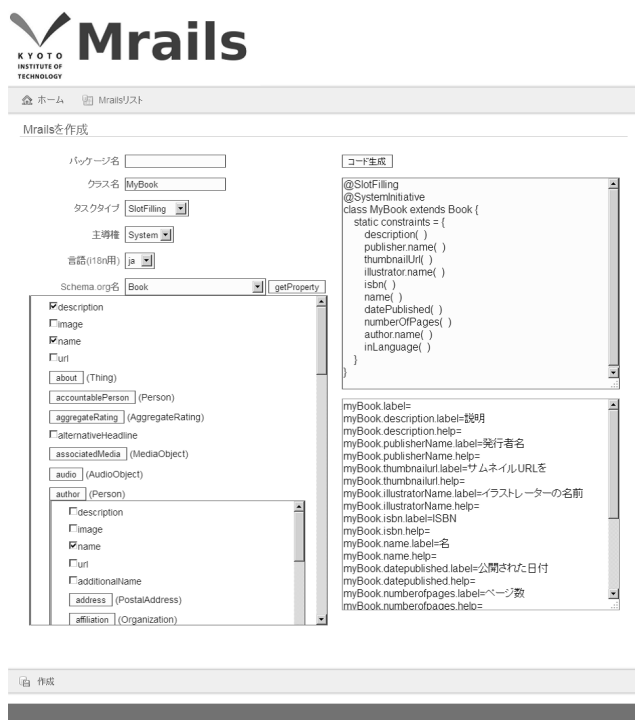 Mrails
KYOTO
INSTITUTE OF
TECHNOLOGY
ホーム
Mrailsリスト
Mrailsを作成
パッケージ名
クラス名 MyBook
タスクタイプ SlotFilling
主導権 System
言語(i18n用) ja
Schema.org名 Book getProperty
description
image
name
url
about (Thing)
accountablePerson (Person)
aggregateRating (AggregateRating)
alternativeHeadline
associatedMedia (MediaObject)
audio (AudioObject)
author (Person)
description
image
name
url
additionalName
address (PostalAddress)
affiliation (Organization)
コード生成
@SlotFilling
@SystemInitiative
class MyBook extends Book {
static constraints = {
description( )
publisher.name( )
thumbnailUrl( )
illustrator.name( )
isbn( )
name( )
datePublished( )
numberOfPages( )
author.name( )
inLanguage( )
}
}
myBook.label=
myBook.description.label=説明
myBook.description.help=
myBook.publisherName.label=発行者名
myBook.publisherName.help=
myBook.thumbnailurl.label=サムネイルURLを
myBook.thumbnailurl.help=
myBook.illustratorName.label=イラストレーターの名前
myBook.illustratorName.help=
myBook.isbn.label=ISBN
myBook.isbn.help=
myBook.name.label=名
myBook.name.help=
myBook.datepublished.label=公開された日付
myBook.datepublished.help=
myBook.numberofpages.label=ページ数
myBook.numberofpages.help=
作成